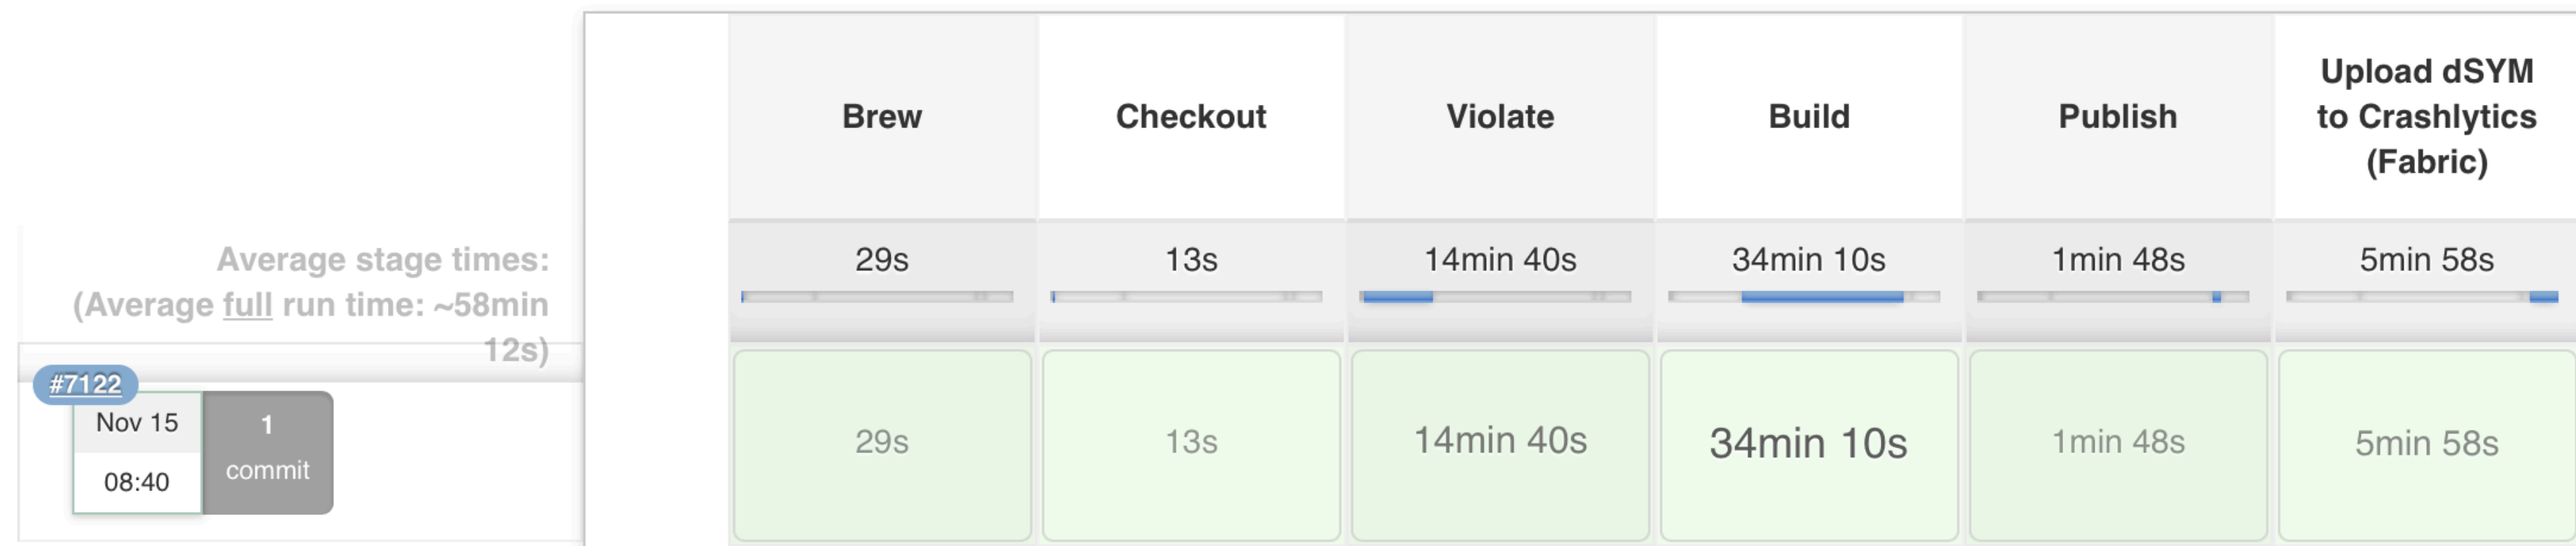 Brew
Checkout
Violate
Build
Publish
Upload dSYM
to Crashlytics
(Fabric)
Average stage times:
(Average full run time: ~58min
12s)
29s
13s
14min 40s
34min 10s
1min 48s
5min 58s
#7122
Nov 15
08:40
1
commit
29s
13s
14min 40s
34min 10s
1min 48s
5min 58s